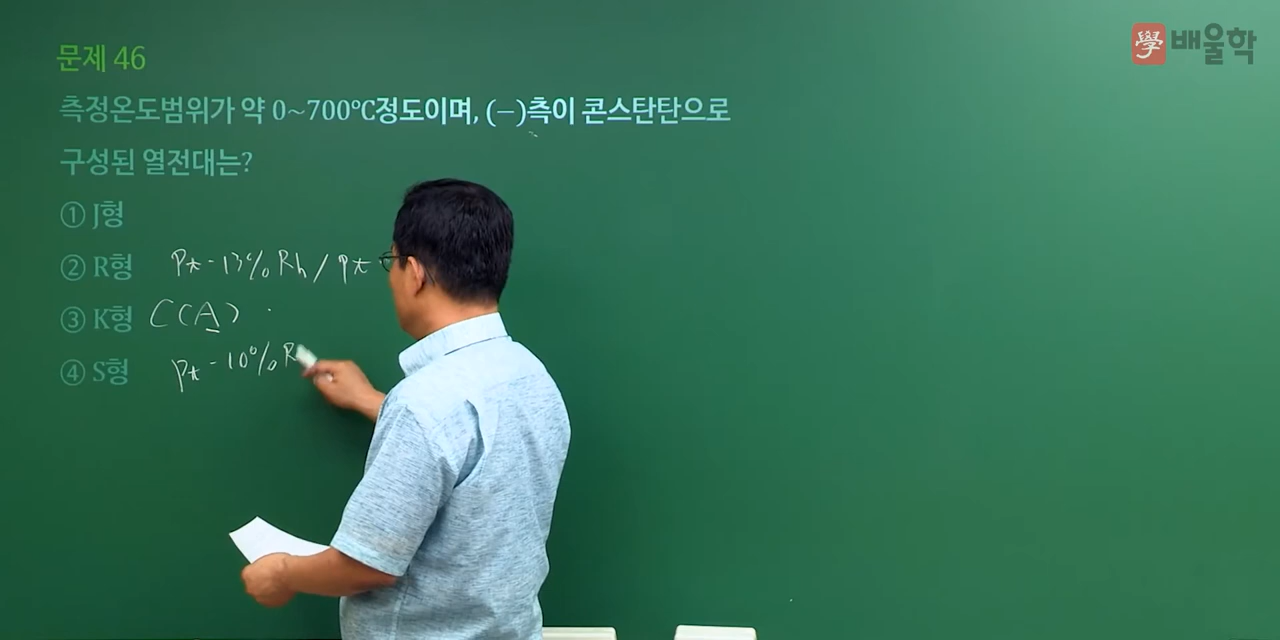 學 배울학
문제 46
측정온도범위가 약 0~700℃정도이며, (-)측이 콘스탄탄으로
구성된 열전대는?
① J형
② R형 Pt - 13% Rh / Pt
③ K형 C(A)
④ S형 Pt - 10% R